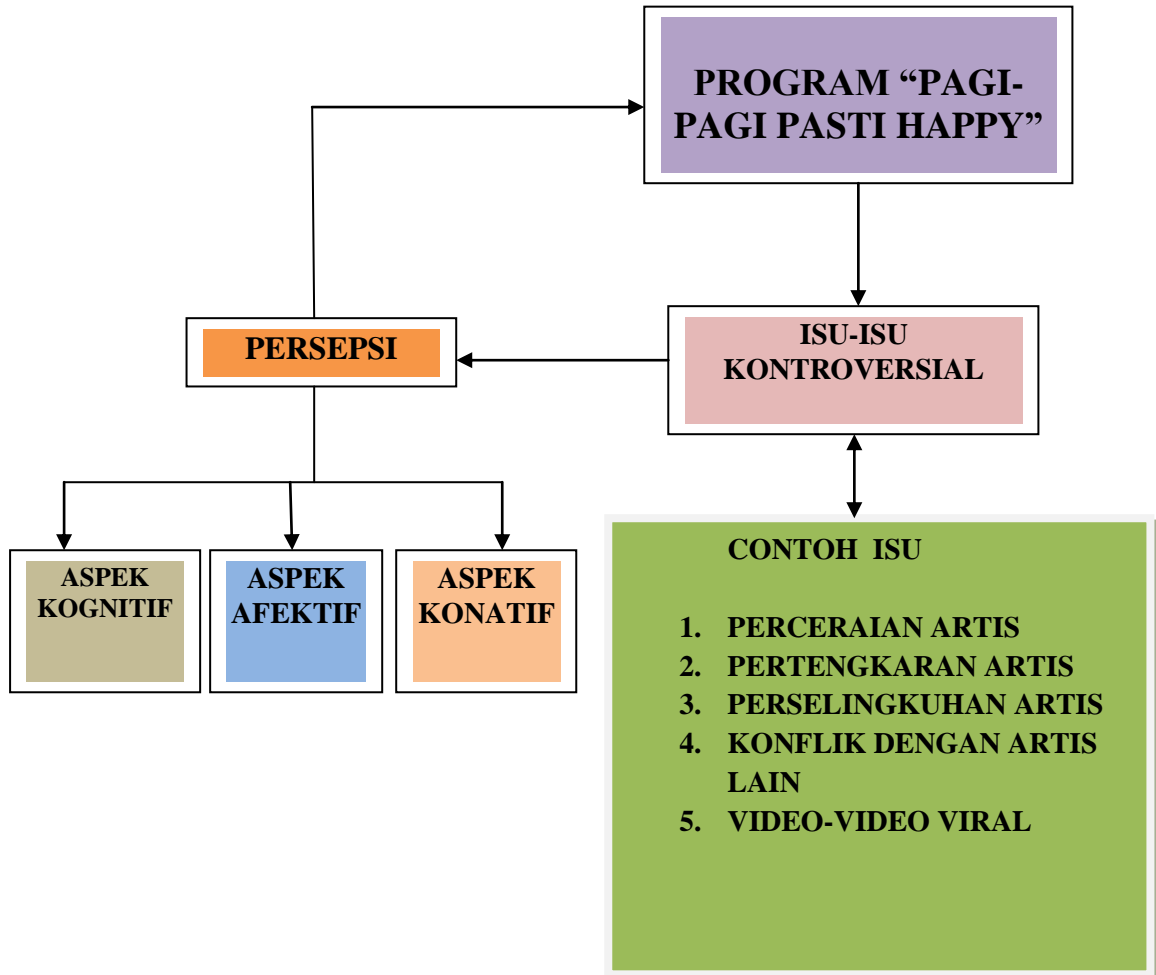 PROGRAM “PAGI-
PAGI PASTI HAPPY”
PERSEPSI
ISU-ISU
KONTROVERSIAL
ASPEK
KOGNITIF
ASPEK
AFEKTIF
ASPEK
KONATIF
CONTOH ISU
1. PERCERAIAN ARTIS
2. PERTENGKARAN ARTIS
3. PERSELINGKUHAN ARTIS
4. KONFLIK DENGAN ARTIS
LAIN
5. VIDEO-VIDEO VIRAL